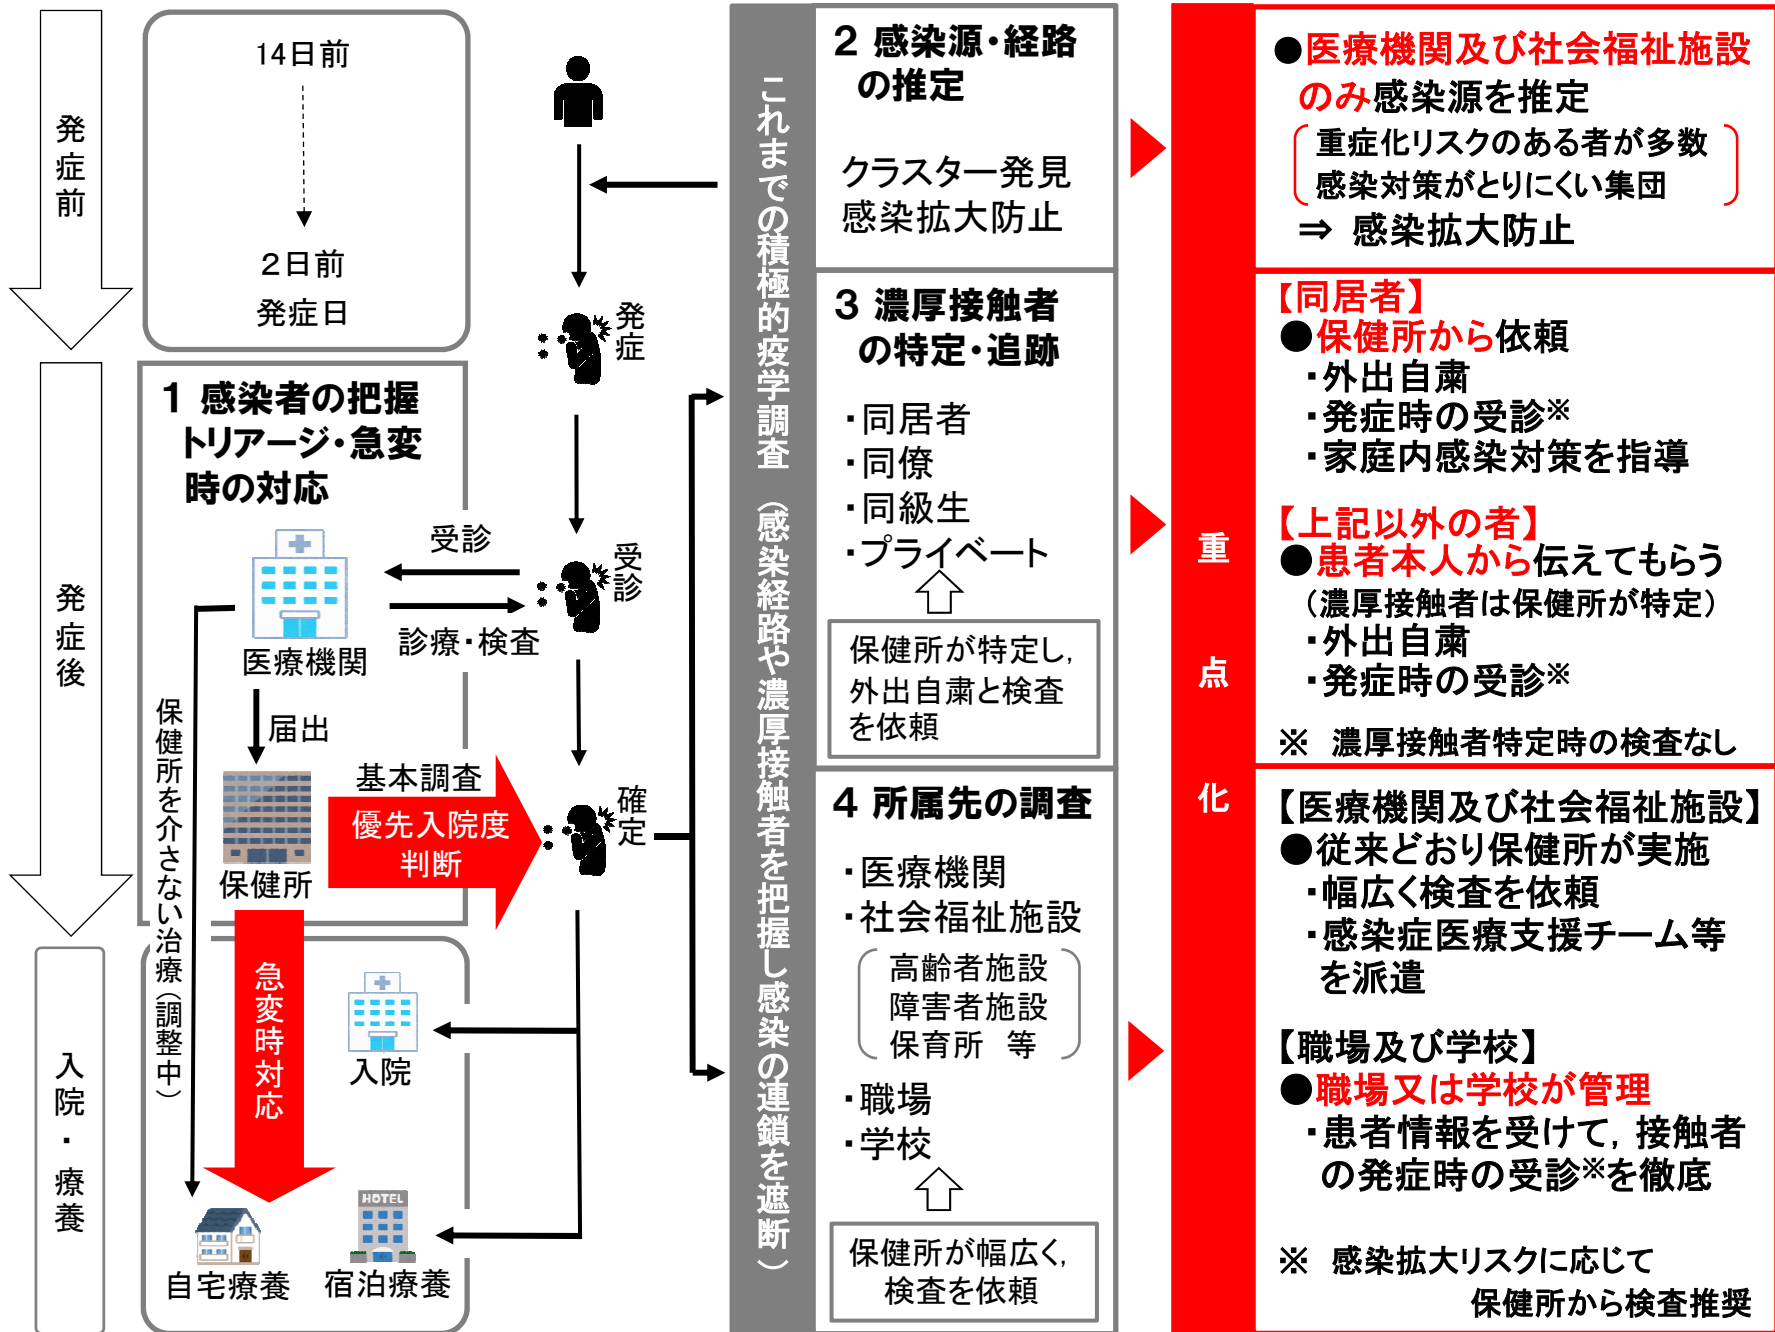 発症前
14日前
2日前
発症日
発症後
1 感染者の把握
トリアージ・急変
時の対応
医療機関
受診
診療・検査
届出
保健所
保健所を介さない治療（調整中）
基本調査
優先入院度
判断
急変時対応
発症
受診
確定
入院・療養
入院
自宅療養
HOTEL
宿泊療養
これまでの積極的疫学調査（感染経路や濃厚接触者を把握し感染の連鎖を遮断）
2 感染源・経路
の推定
クラスター発見
感染拡大防止
3 濃厚接触者
の特定・追跡
・同居者
・同僚
・同級生
・プライベート
保健所が特定し，
外出自粛と検査
を依頼
4 所属先の調査
・医療機関
・社会福祉施設
高齢者施設
障害者施設
保育所　等
・職場
・学校
保健所が幅広く，
検査を依頼
重点化
●医療機関及び社会福祉施設
のみ感染源を推定
重症化リスクのある者が多数
感染対策がとりにくい集団
⇒ 感染拡大防止
【同居者】
●保健所から依頼
・外出自粛
・発症時の受診※
・家庭内感染対策を指導
【上記以外の者】
●患者本人から伝えてもらう
（濃厚接触者は保健所が特定）
・外出自粛
・発症時の受診※
※　濃厚接触者特定時の検査なし
【医療機関及び社会福祉施設】
●従来どおり保健所が実施
・幅広く検査を依頼
・感染症医療支援チーム等
を派遣
【職場及び学校】
●職場又は学校が管理
・患者情報を受けて，接触者
の発症時の受診※を徹底
※　感染拡大リスクに応じて
保健所から検査推奨